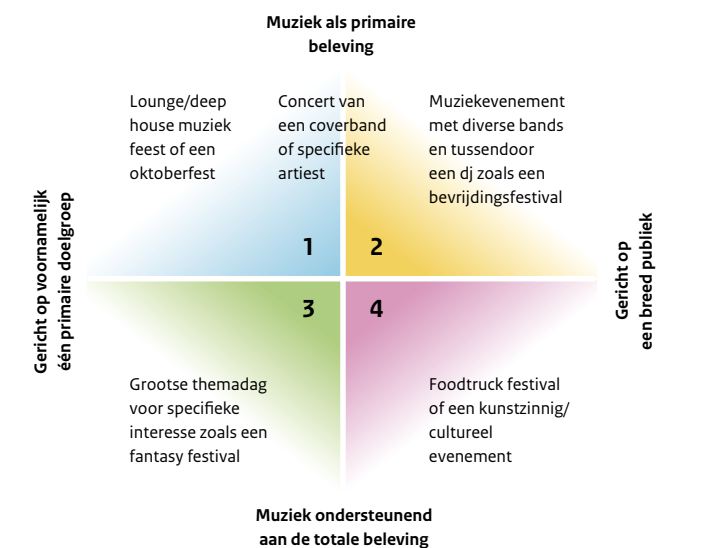 Muziek als primaire
beleving
Lounge/deep
house muziek
feest of een
oktoberfest
Concert van
een coverband
of specifieke
artiest
Muziekevenement
met diverse bands
en tussendoor
een dj zoals een
bevrijdingsfestival
Gericht op voornamelijk
één primaire doelgroep
1
2
3
4
Gericht op
een breed publiek
Grootse themadag
voor specifieke
interesse zoals een
fantasy festival
Foodtruck festival
of een kunstzinnig/
cultureel
evenement
Muziek ondersteunend
aan de totale beleving